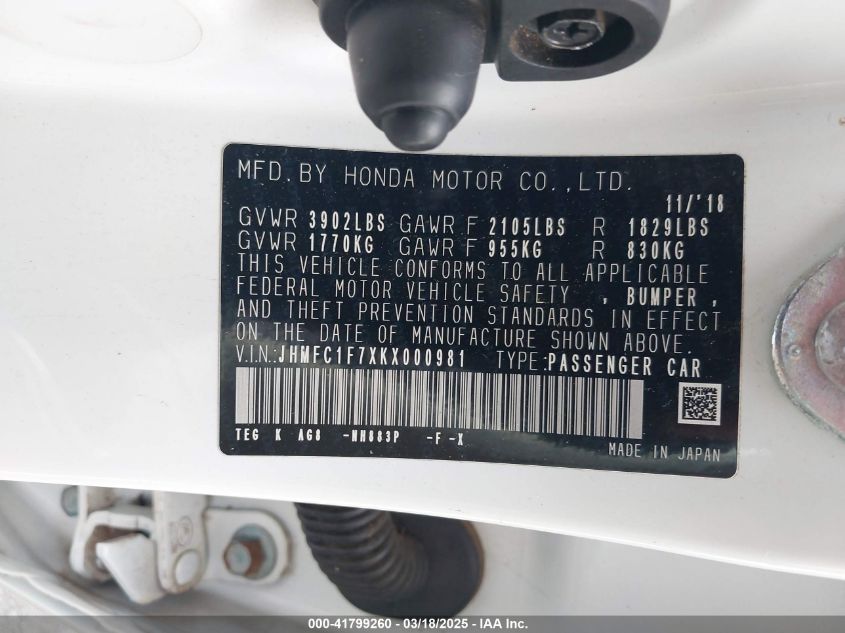 MFD. BY HONDA MOTOR CO., LTD.
11/'18
GVWR 3902LBS GAWR F 2105LBS R 1829LBS
GVWR 1770KG GAWR F 955KG R 830KG
THIS VEHICLE CONFORMS TO ALL APPLICABLE
FEDERAL MOTOR VEHICLE SAFETY , BUMPER ,
AND THEFT PREVENTION STANDARDS IN EFFECT
ON THE DATE OF MANUFACTURE SHOWN ABOVE.
V.I.N.: JHMFC1F7XKX000981 TYPE: PASSENGER CAR
TEG K AG8 -NH883P -F -X
MADE IN JAPAN
000-41799260 - 03/18/2025 - IAA Inc.